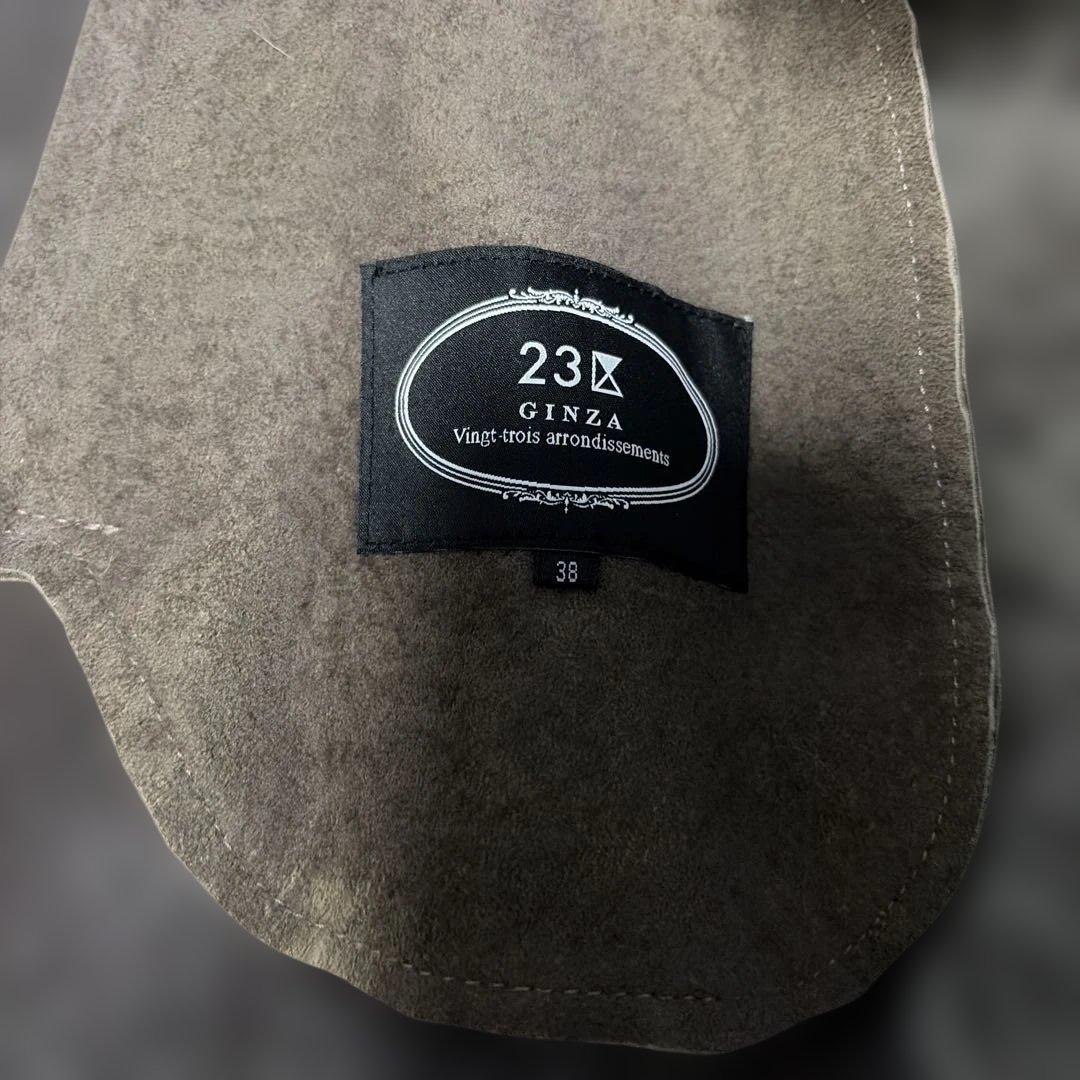 23区
GINZA
Vingt-trois arrondissements
38